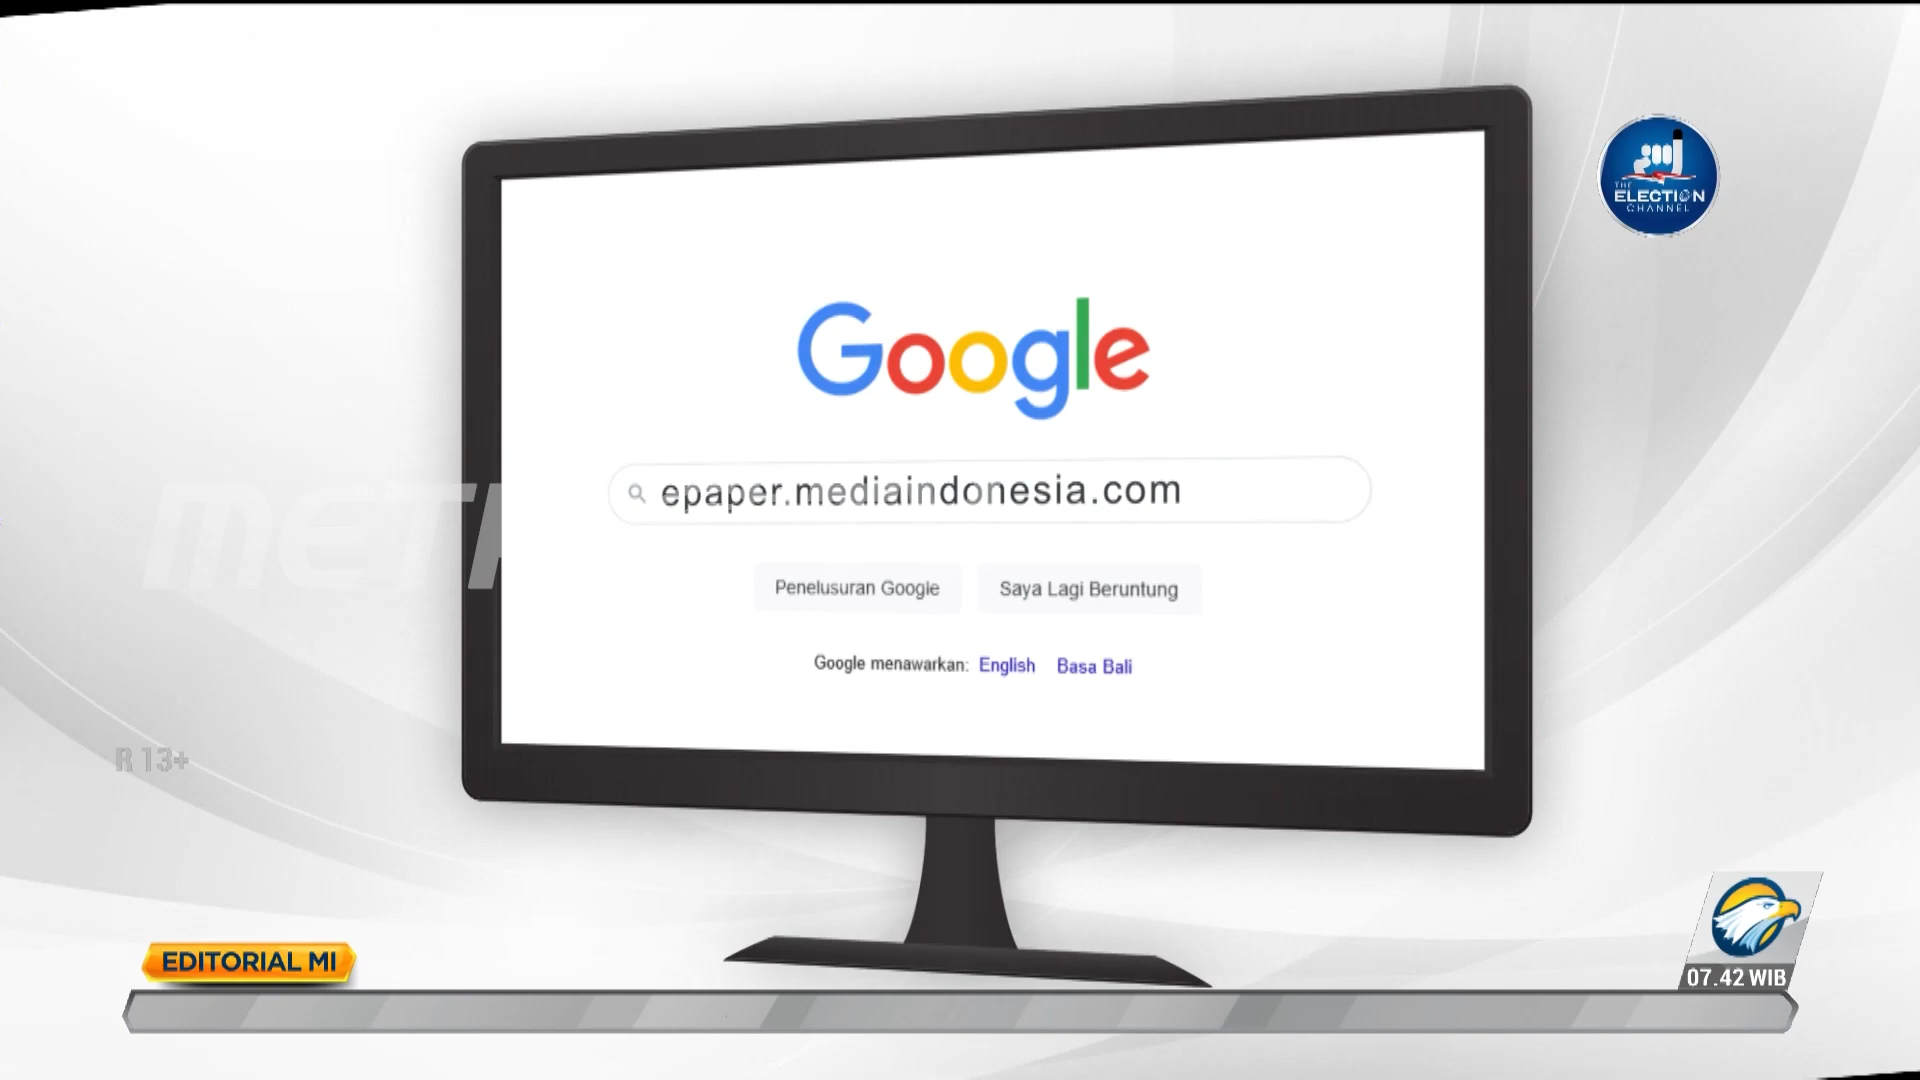 THE
ELECTION
CHANNEL
Google
epaper.mediaindonesia.com
Penelusuran Google Saya Lagi Beruntung
Google menawarkan: English Basa Bali
R 13+
EDITORIAL MI
07.42 WIB